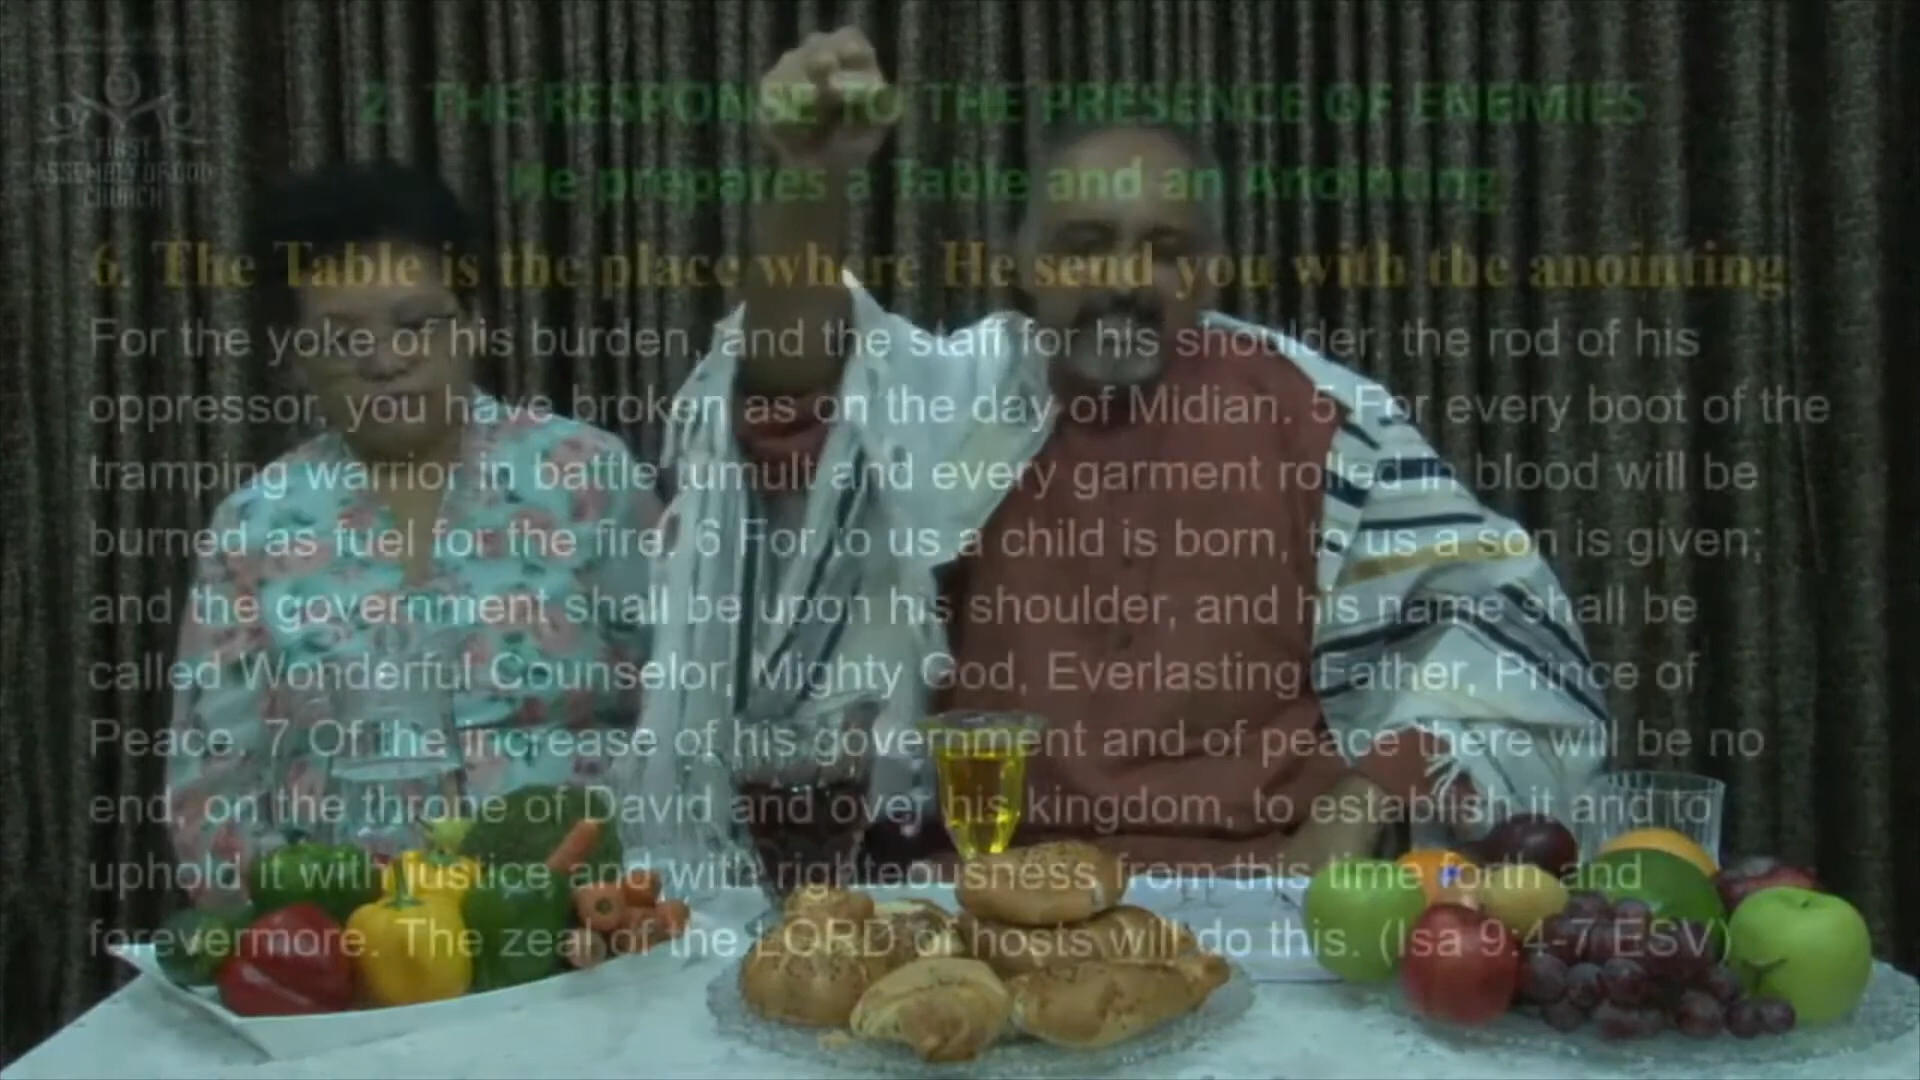 FIRST
ASSEMBLY OF GOD
CHURCH
2. THE RESPONSE TO THE PRESENCE OF ENEMIES
He prepares a Table and an Anointing
6. The Table is the place where He send you with the anointing
For the yoke of his burden, and the staff for his shoulder, the rod of his
oppressor, you have broken as on the day of Midian. 5 For every boot of the
tramping warrior in battle tumult and every garment rolled in blood will be
burned as fuel for the fire. 6 For to us a child is born, to us a son is given;
and the government shall be upon his shoulder, and his name shall be
called Wonderful Counselor, Mighty God, Everlasting Father, Prince of
Peace. 7 Of the increase of his government and of peace there will be no
end, on the throne of David and over his kingdom, to establish it and to
uphold it with justice and with righteousness from this time forth and
forevermore. The zeal of the LORD of hosts will do this. (Isa 9:4-7 ESV)